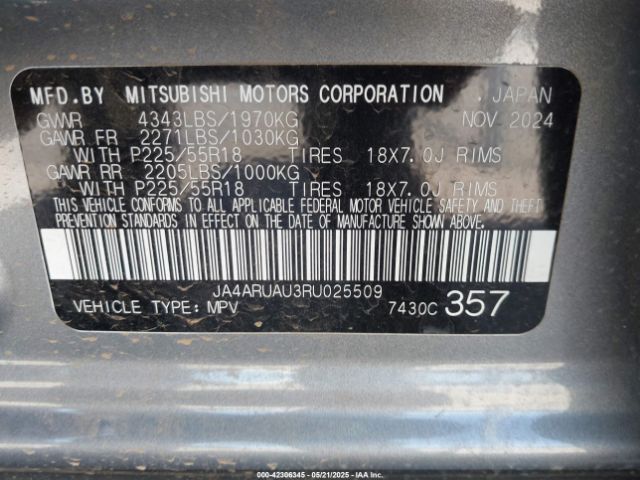 MFD.BY MITSUBISHI MOTORS CORPORATION . JAPAN
GVWR 4343LBS/1970KG NOV 2024
GAWR FR 2271LBS/1030KG
WITH P225/55R18 TIRES 18X7.0J RIMS
GAWR RR 2205LBS/1000KG
WITH P225/55R18 TIRES 18X7.0J RIMS
THIS VEHICLE CONFORMS TO ALL APPLICABLE FEDERAL MOTOR VEHICLE SAFETY AND THEFT
PREVENTION STANDARDS IN EFFECT ON THE DATE OF MANUFACTURE SHOWN ABOVE.
JA4ARUAU3RU025509
VEHICLE TYPE: MPV 7430C 357
000-42306345 - 05/21/2025 - © IAA Holdings, LLC